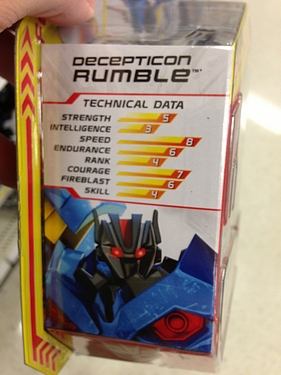 DECEPTICON
RUMBLE™
TECHNICAL DATA
STRENGTH 5
INTELLIGENCE 3
SPEED 8
ENDURANCE 6
RANK 4
COURAGE 7
FIREBLAST 6
SKILL 4